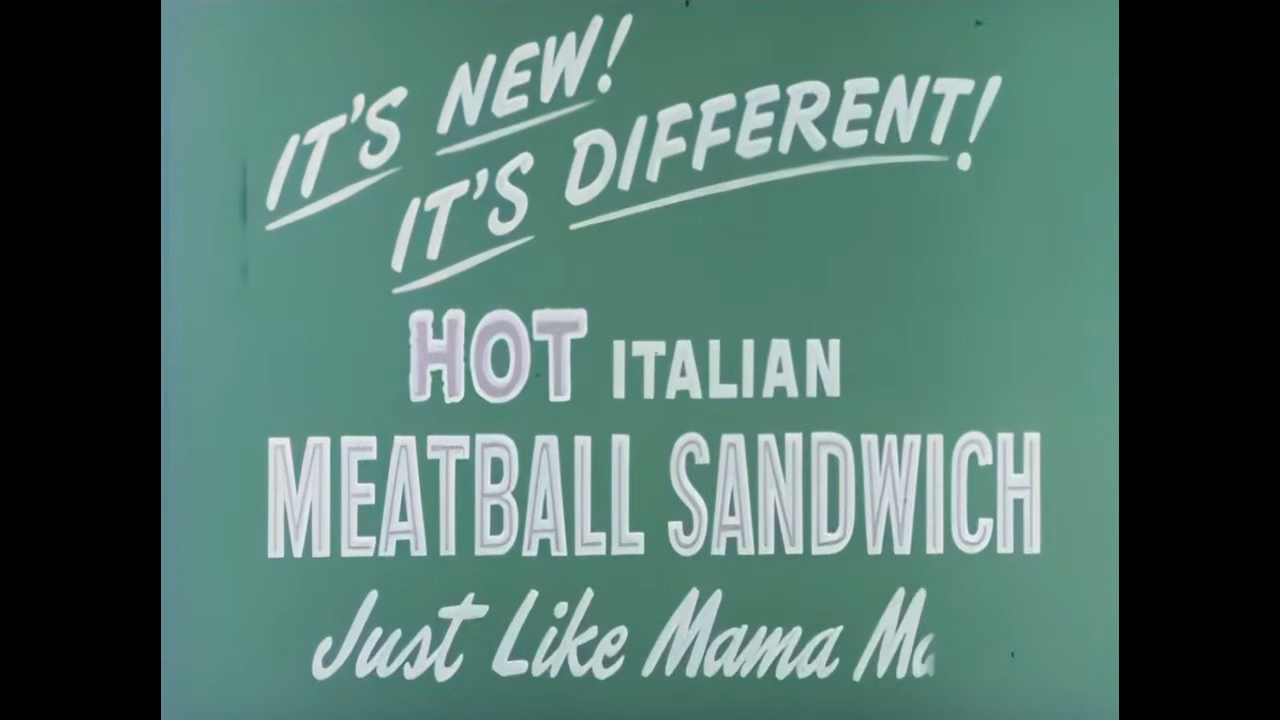 IT'S NEW!
IT'S DIFFERENT!
HOT ITALIAN
MEATBALL SANDWICH
Just Like Mama